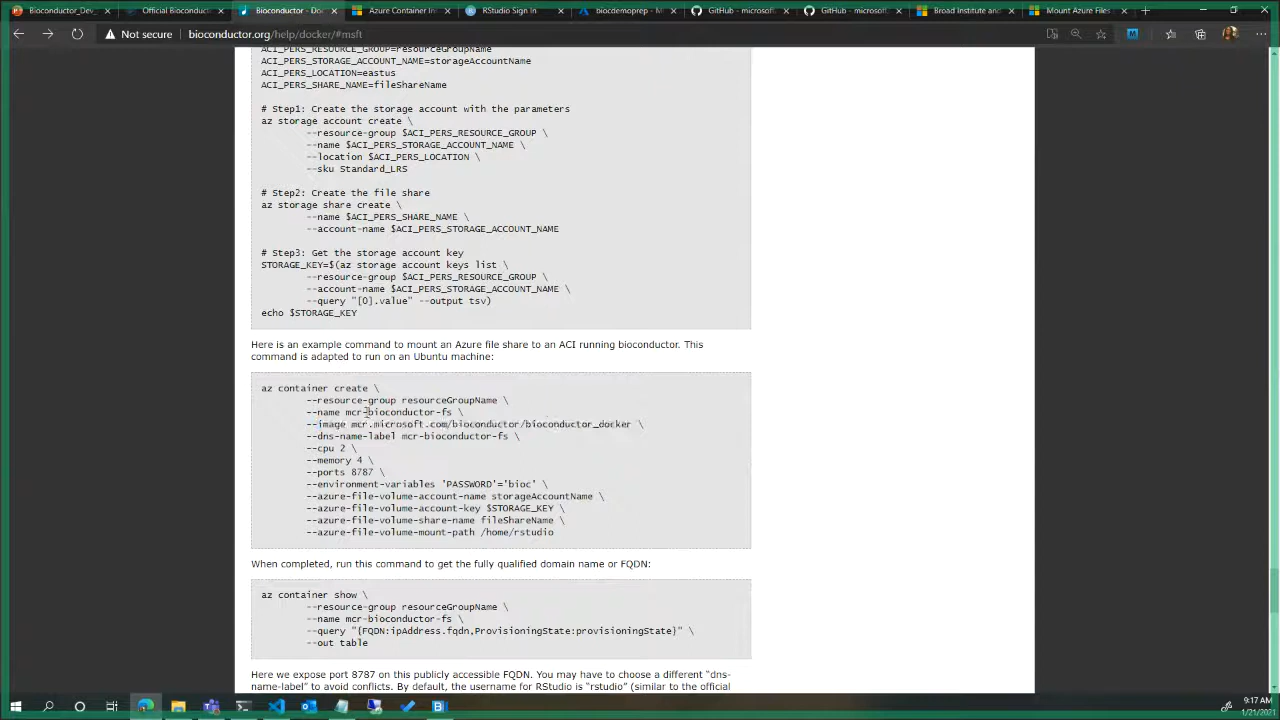 Bioconductor_Dev_
Official Bioconduc
Bioconductor - Doc
Azure Container In
RStudio Sign In
biocdemoprep - M
GitHub - microsoft
GitHub - microsoft.
Broad Institute and
Mount Azure Files
Not secure | bioconductor.org/help/docker/#msft
ACI_PERS_RESOURCE_GROUP=resourceGroupName
ACI_PERS_STORAGE_ACCOUNT_NAME=storageAccountName
ACI_PERS_LOCATION=eastus
ACI_PERS_SHARE_NAME=fileShareName
# Step1: Create the storage account with the parameters
az storage account create \
--resource-group $ACI_PERS_RESOURCE_GROUP \
--name $ACI_PERS_STORAGE_ACCOUNT_NAME \
--location $ACI_PERS_LOCATION \
--sku Standard_LRS
# Step2: Create the file share
az storage share create \
--name $ACI_PERS_SHARE_NAME \
--account-name $ACI_PERS_STORAGE_ACCOUNT_NAME
# Step3: Get the storage account key
STORAGE_KEY=$(az storage account keys list \
--resource-group $ACI_PERS_RESOURCE_GROUP \
--account-name $ACI_PERS_STORAGE_ACCOUNT_NAME \
--query "[0].value" --output tsv)
echo $STORAGE_KEY
Here is an example command to mount an Azure file share to an ACI running bioconductor. This
command is adapted to run on an Ubuntu machine:
az container create \
--resource-group resourceGroupName \
--name mcr-bioconductor-fs \
--image mcr.microsoft.com/bioconductor/bioconductor_docker \
--dns-name-label mcr-bioconductor-fs \
--cpu 2 \
--memory 4 \
--ports 8787 \
--environment-variables 'PASSWORD'='bioc' \
--azure-file-volume-account-name storageAccountName \
--azure-file-volume-account-key $STORAGE_KEY \
--azure-file-volume-share-name fileShareName \
--azure-file-volume-mount-path /home/rstudio
When completed, run this command to get the fully qualified domain name or FQDN:
az container show \
--resource-group resourceGroupName \
--name mcr-bioconductor-fs \
--query "{FQDN:ipAddress.fqdn,ProvisioningState:provisioningState}" \
--out table
Here we expose port 8787 on this publicly accessible FQDN. You may have to choose a different "dns-
name-label" to avoid conflicts. By default, the username for RStudio is "rstudio" (similar to the official
9:17 AM
1/21/2021